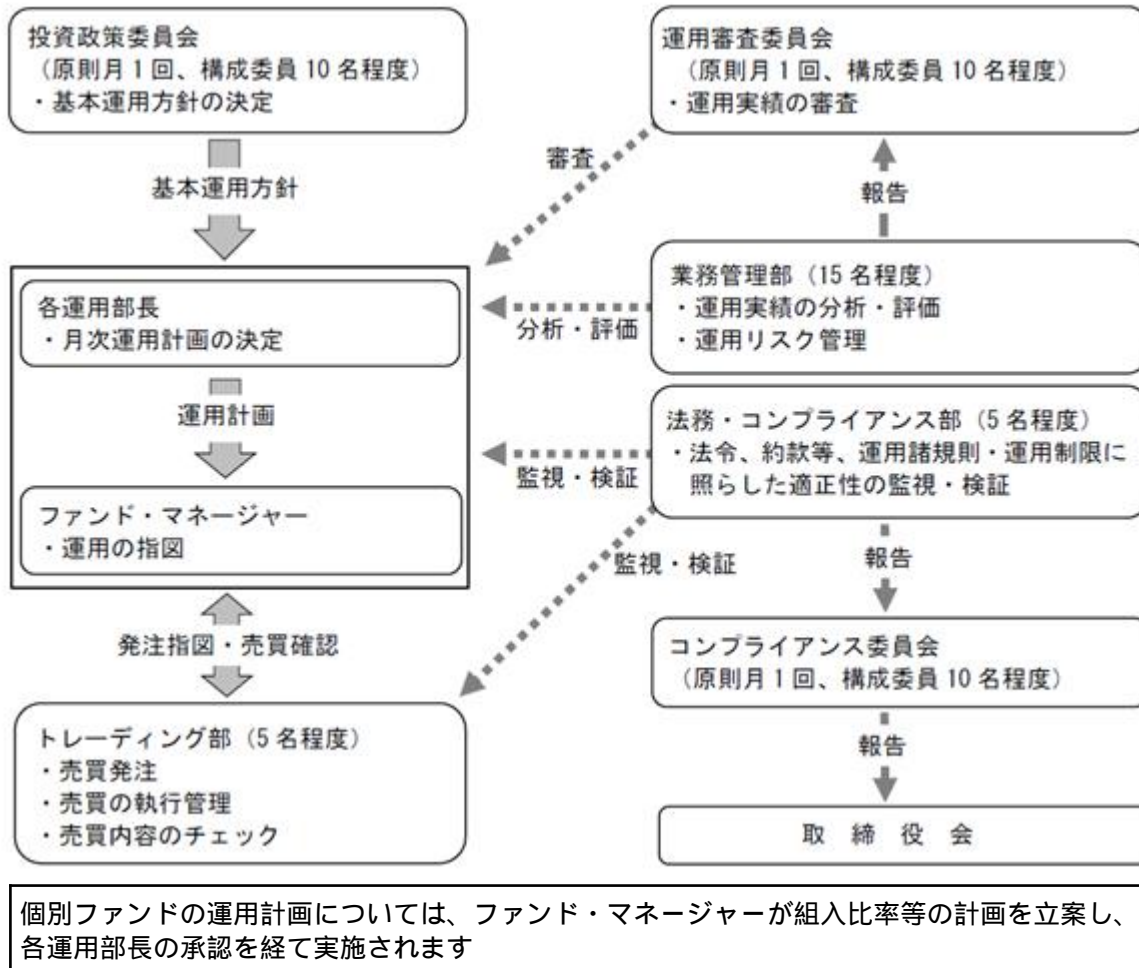 投資政策委員会
（原則月1回、構成委員10名程度）
・基本運用方針の決定
基本運用方針
各運用部長
・月次運用計画の決定
運用計画
ファンド・マネージャー
・運用の指図
発注指図・売買確認
トレーディング部（5名程度）
・売買発注
・売買の執行管理
・売買内容のチェック
運用審査委員会
（原則月1回、構成委員10名程度）
・運用実績の審査
審査
報告
業務管理部（15名程度）
・運用実績の分析・評価
・運用リスク管理
分析・評価
法務・コンプライアンス部（5名程度）
・法令、約款等、運用諸規則・運用制限に
照らした適正性の監視・検証
監視・検証
監視・検証
報告
コンプライアンス委員会
（原則月1回、構成委員10名程度）
報告
取締役会
個別ファンドの運用計画については、ファンド・マネージャーが組入比率等の計画を立案し、
各運用部長の承認を経て実施されます